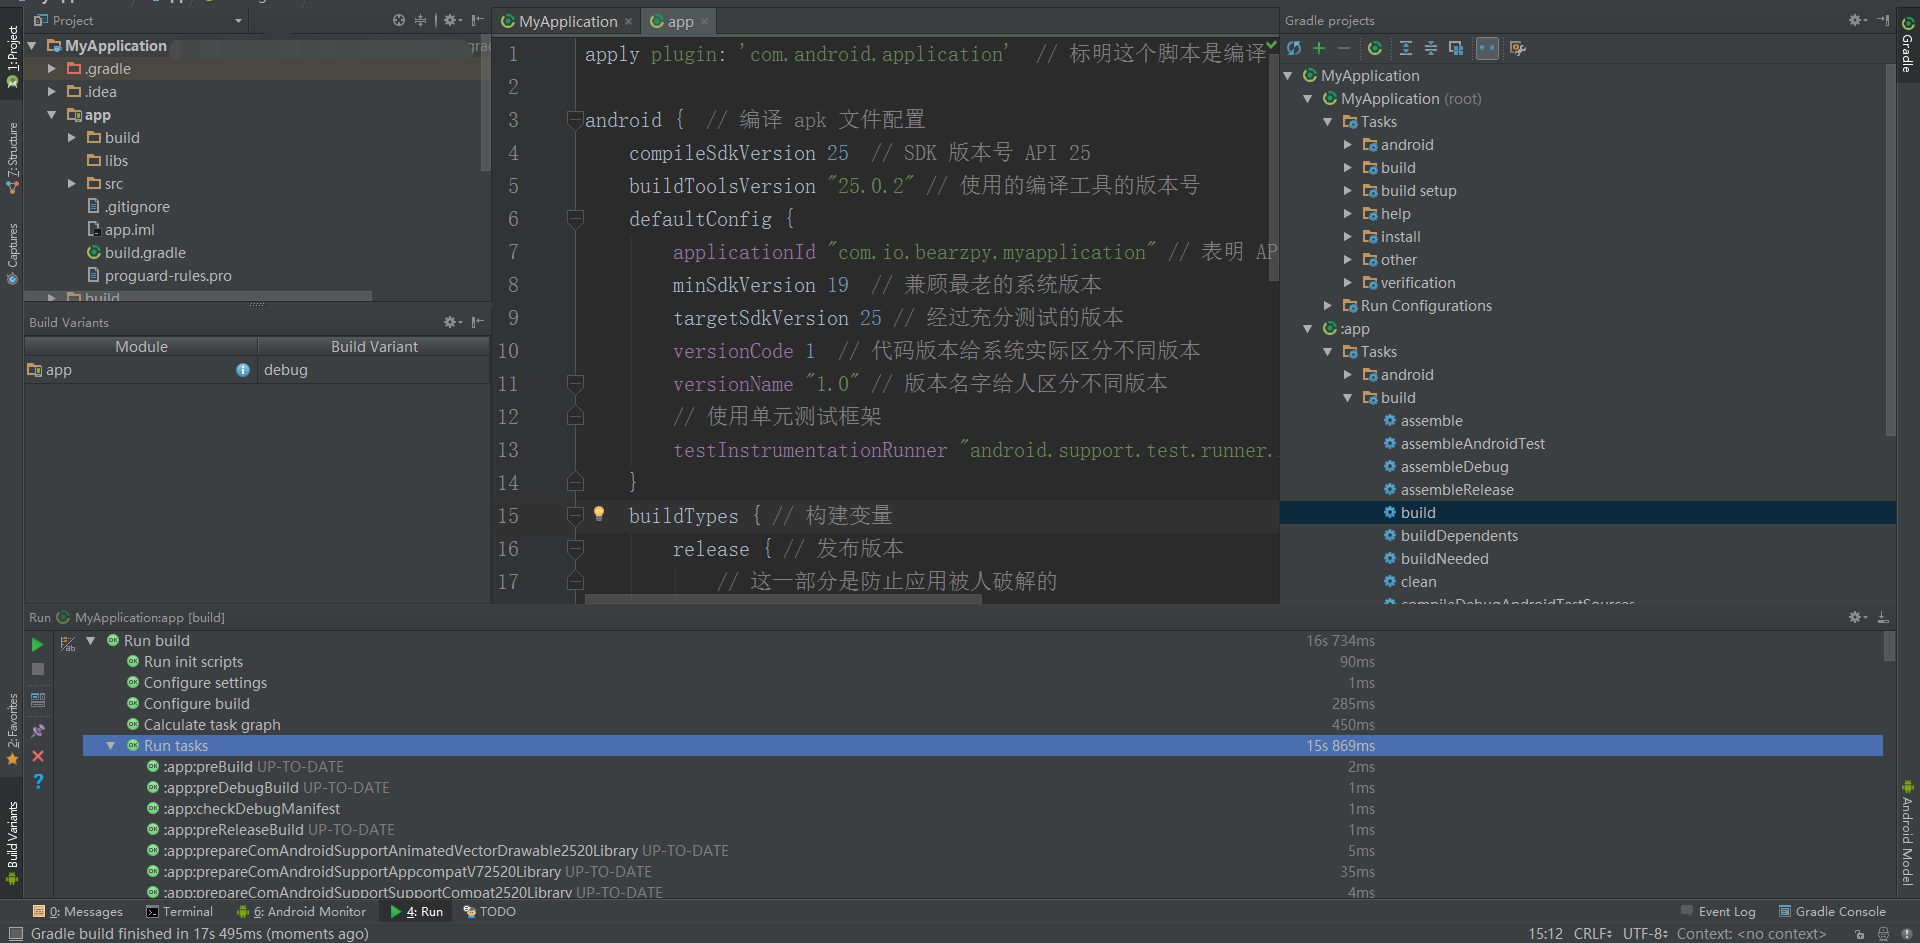 Project
MyApplication
.gradle
.idea
app
build
libs
src
.gitignore
app.iml
build.gradle
proguard-rules.pro
build
Build Variants
Module Build Variant
app debug
MyApplication
app
1 apply plugin: 'com.android.application' // 标明这个脚本是编译
2
3 android { // 编译 apk 文件配置
4 compileSdkVersion 25 // SDK 版本号 API 25
5 buildToolsVersion "25.0.2" // 使用的编译工具的版本号
6 defaultConfig {
7 applicationId "com.io.bearzpy.myapplication" // 表明 AP
8 minSdkVersion 19 // 兼顾最老的系统版本
9 targetSdkVersion 25 // 经过充分测试的版本
10 versionCode 1 // 代码版本给系统实际区分不同版本
11 versionName "1.0" // 版本名字给人区分不同版本
12 // 使用单元测试框架
13 testInstrumentationRunner "android.support.test.runner.
14 }
15 buildTypes { // 构建变量
16 release { // 发布版本
17 // 这一部分是防止应用被人破解的
Gradle projects
MyApplication
MyApplication (root)
Tasks
android
build
build setup
help
install
other
verification
Run Configurations
:app
Tasks
android
build
assemble
assembleAndroidTest
assembleDebug
assembleRelease
build
buildDependents
buildNeeded
clean
compileDebugAndroidTestSources
Run MyApplication:app [build]
Run build 16s 734ms
Run init scripts 90ms
Configure settings 1ms
Configure build 285ms
Calculate task graph 450ms
Run tasks 15s 869ms
:app:preBuild UP-TO-DATE 2ms
:app:preDebugBuild UP-TO-DATE 1ms
:app:checkDebugManifest 1ms
:app:preReleaseBuild UP-TO-DATE 1ms
:app:prepareComAndroidSupportAnimatedVectorDrawable2520Library UP-TO-DATE 5ms
:app:prepareComAndroidSupportAppcompatV72520Library UP-TO-DATE 35ms
:app:prepareComAndroidSupportSupportCompat2520Library UP-TO-DATE 4ms
1: Project
7: Structure
Captures
2: Favorites
Build Variants
Gradle
Android Model
0: Messages Terminal 6: Android Monitor 4: Run TODO Event Log Gradle Console
Gradle build finished in 17s 495ms (moments ago) 15:12 CRLF UTF-8 Context: <no context>